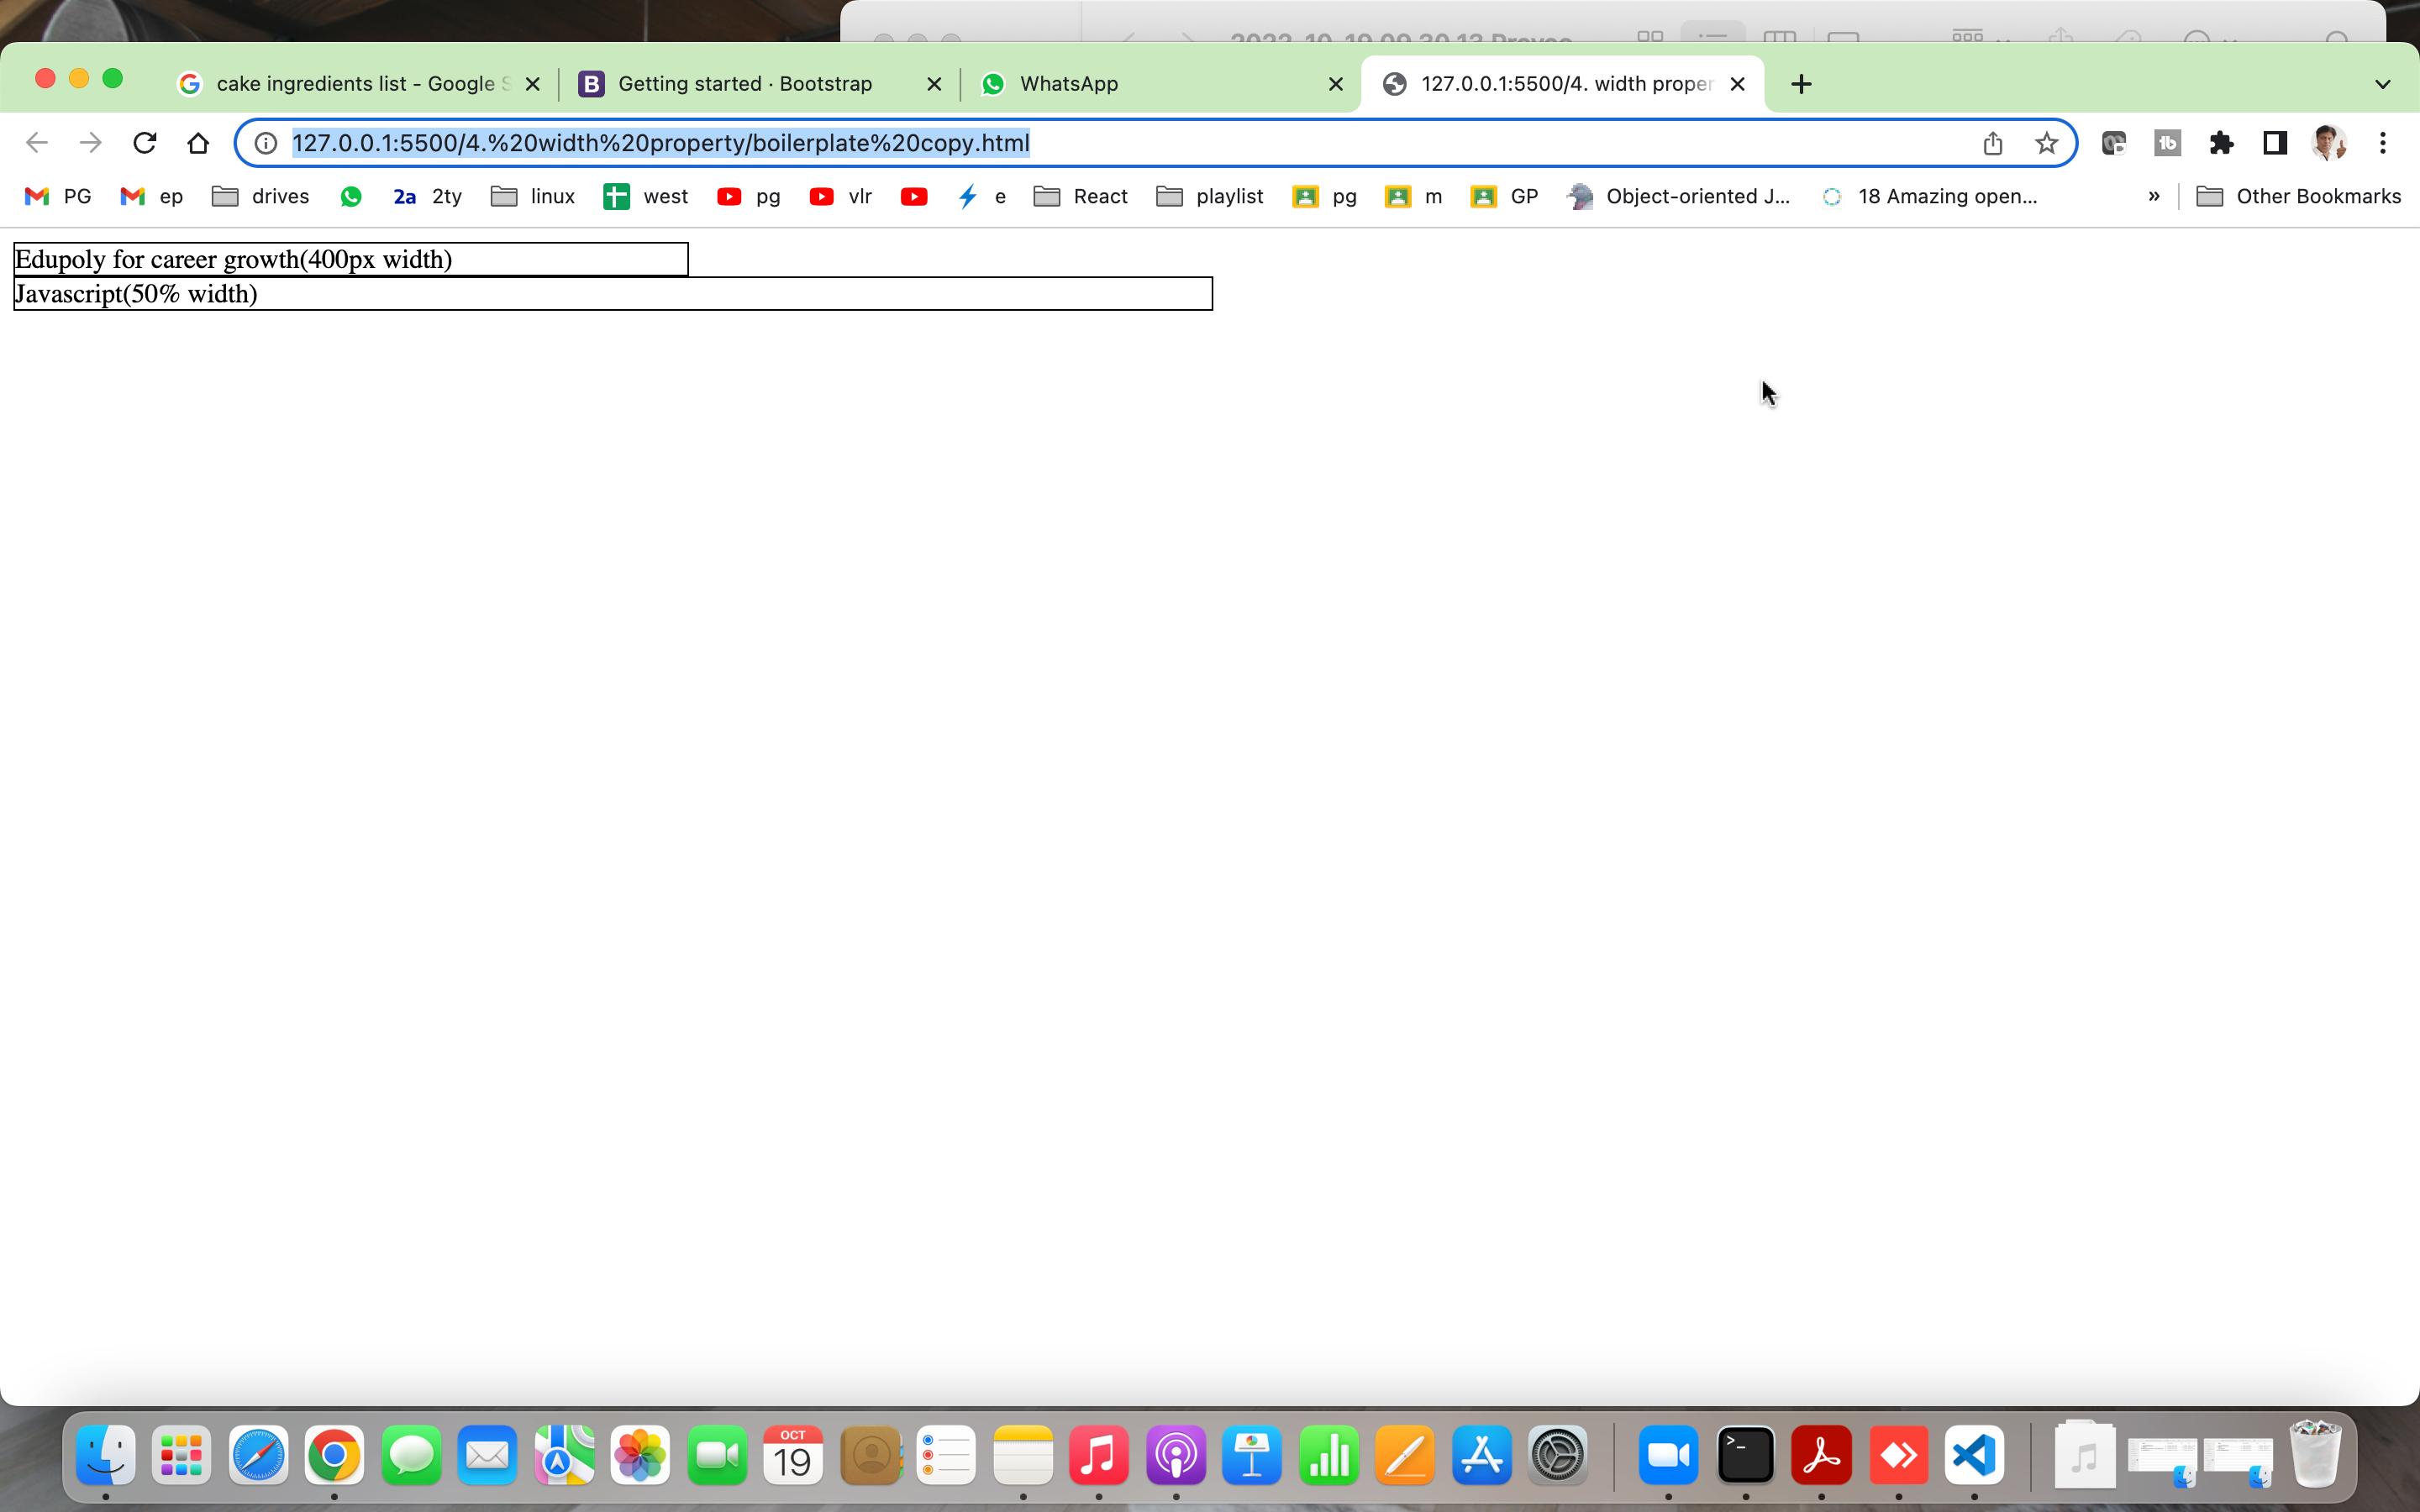 cake ingredients list - Google S
Getting started · Bootstrap
WhatsApp
127.0.0.1:5500/4. width proper
127.0.0.1:5500/4.%20width%20property/boilerplate%20copy.html
PG
ep
drives
2a 2ty
linux
west
pg
vlr
e
React
playlist
pg
m
GP
Object-oriented J...
18 Amazing open...
» Other Bookmarks
Edupoly for career growth(400px width)
Javascript(50% width)
OCT
19